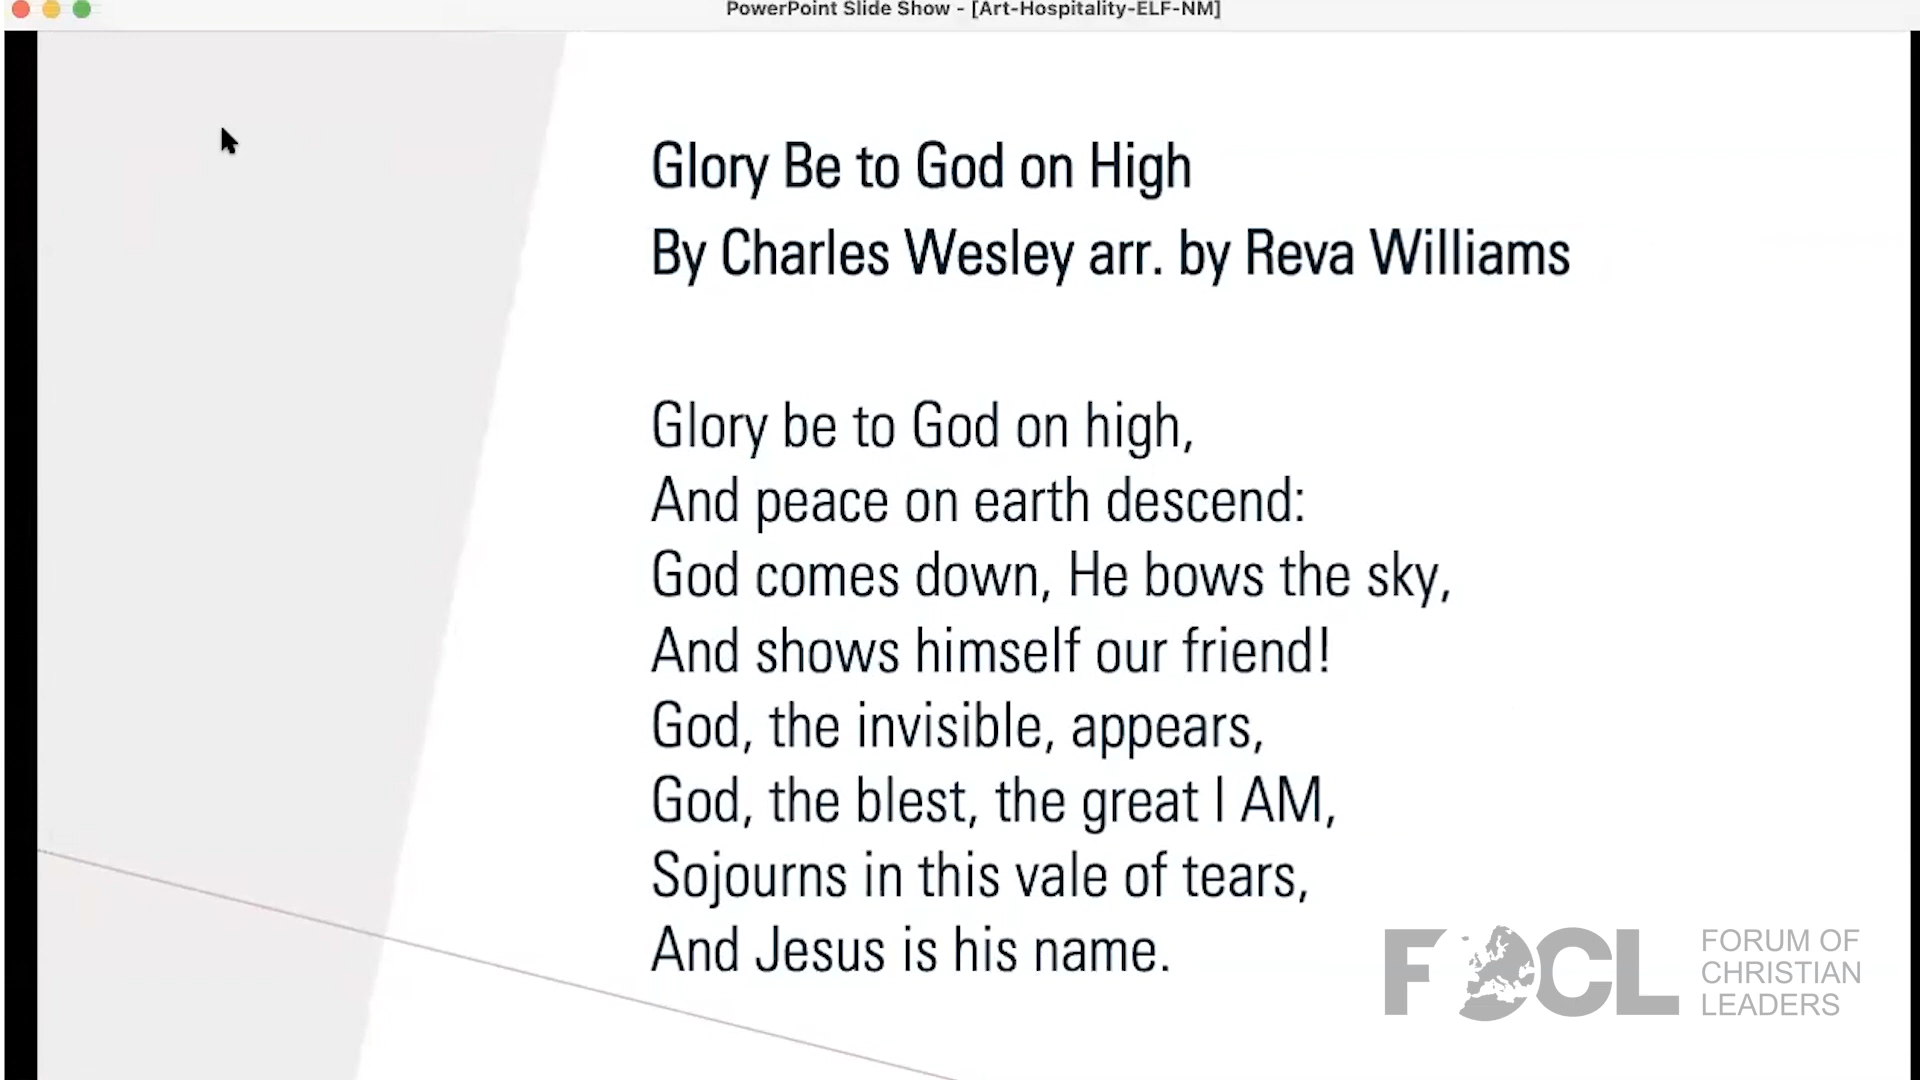 PowerPoint Slide Show - [Art-Hospitality-ELF-NM]
Glory Be to God on High
By Charles Wesley arr. by Reva Williams
Glory be to God on high,
And peace on earth descend:
God comes down, He bows the sky,
And shows himself our friend!
God, the invisible, appears,
God, the blest, the great I AM,
Sojourns in this vale of tears,
And Jesus is his name.
FOCL
FORUM OF
CHRISTIAN
LEADERS